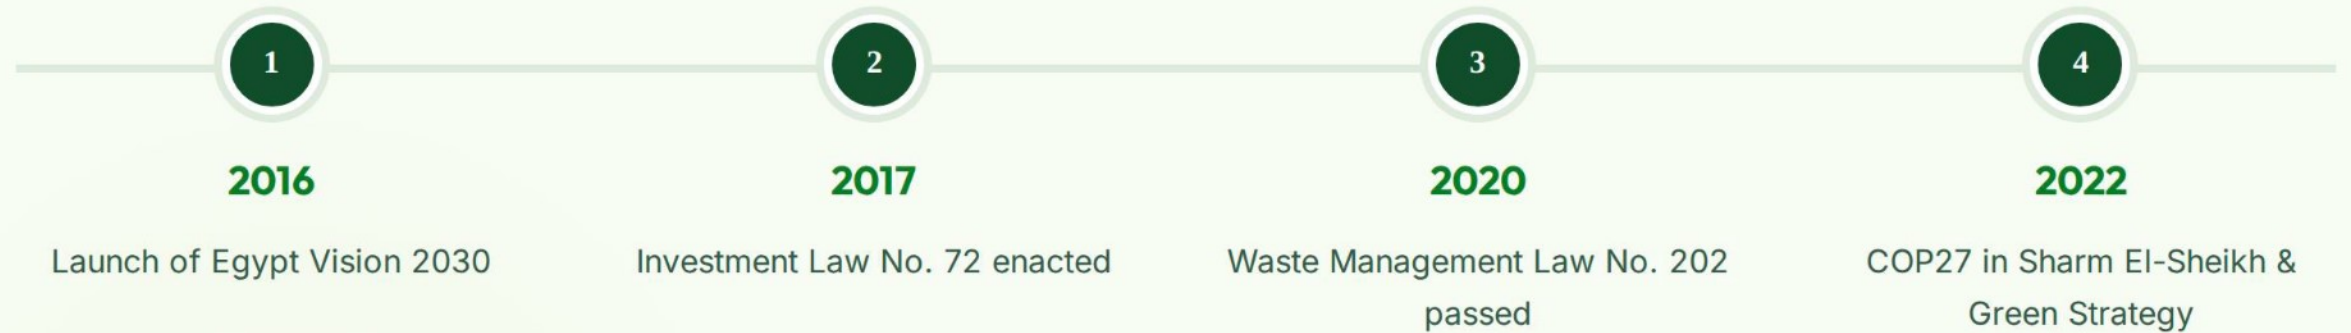 1
2
3
4
2016
2017
2020
2022
Launch of Egypt Vision 2030
Investment Law No. 72 enacted
Waste Management Law No. 202
passed
COP27 in Sharm El-Sheikh &
Green Strategy